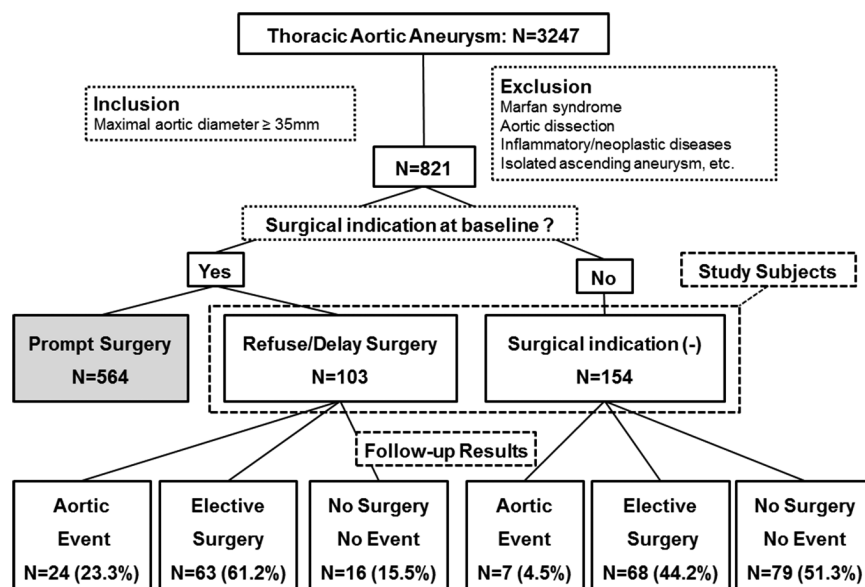 Thoracic Aortic Aneurysm: N=3247
Inclusion
Maximal aortic diameter ≥ 35mm
Exclusion
Marfan syndrome
Aortic dissection
Inflammatory/neoplastic diseases
Isolated ascending aneurysm, etc.
N=821
Surgical indication at baseline ?
Yes
No
Study Subjects
Prompt Surgery
N=564
Refuse/Delay Surgery
N=103
Surgical indication (-)
N=154
Follow-up Results
Aortic
Event
N=24 (23.3%)
Elective
Surgery
N=63 (61.2%)
No Surgery
No Event
N=16 (15.5%)
Aortic
Event
N=7 (4.5%)
Elective
Surgery
N=68 (44.2%)
No Surgery
No Event
N=79 (51.3%)